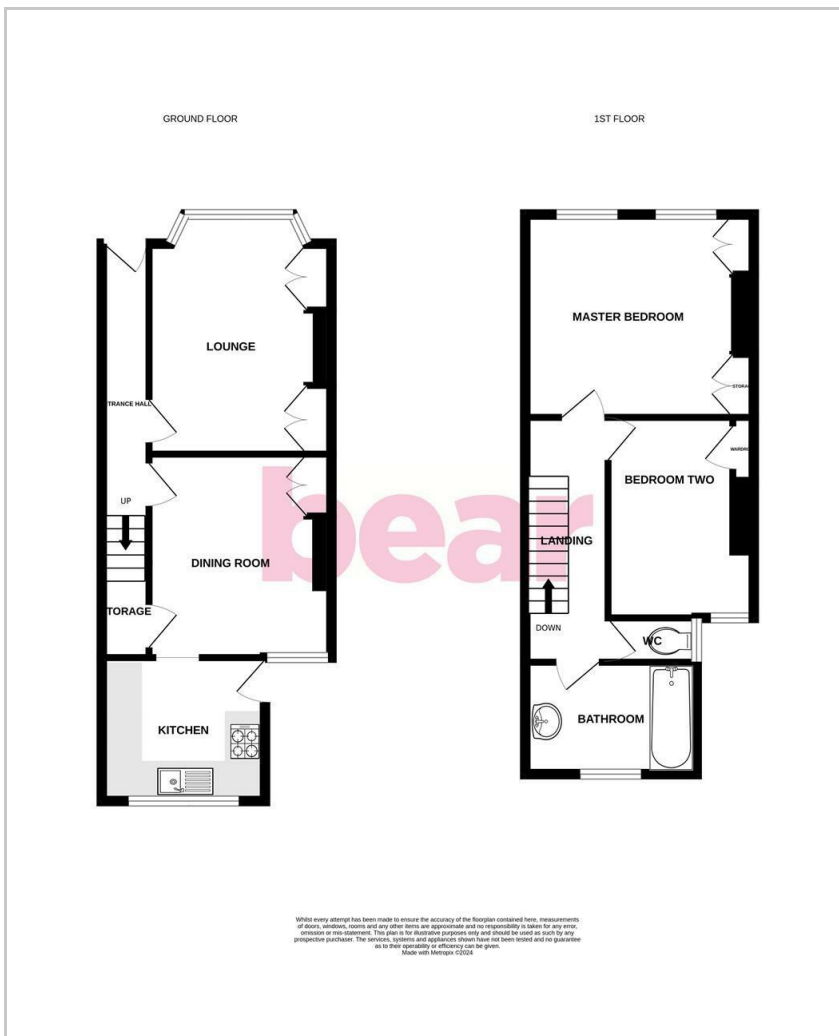 GROUND FLOOR
1ST FLOOR
LOUNGE
TRANCE HALL
UP
DINING ROOM
TORAGE
KITCHEN
MASTER BEDROOM
STORAG
WARDRO
BEDROOM TWO
LANDING
DOWN
WC
BATHROOM
bear
Whilst every attempt has been made to ensure the accuracy of the floorplan contained here, measurements
of doors, windows, rooms and any other items are approximate and no responsibility is taken for any error,
omission or mis-statement. This plan is for illustrative purposes only and should be used as such by any
prospective purchaser. The services, systems and appliances shown have not been tested and no guarantee
as to their operability or efficiency can be given.
Made with Metropix ©2024